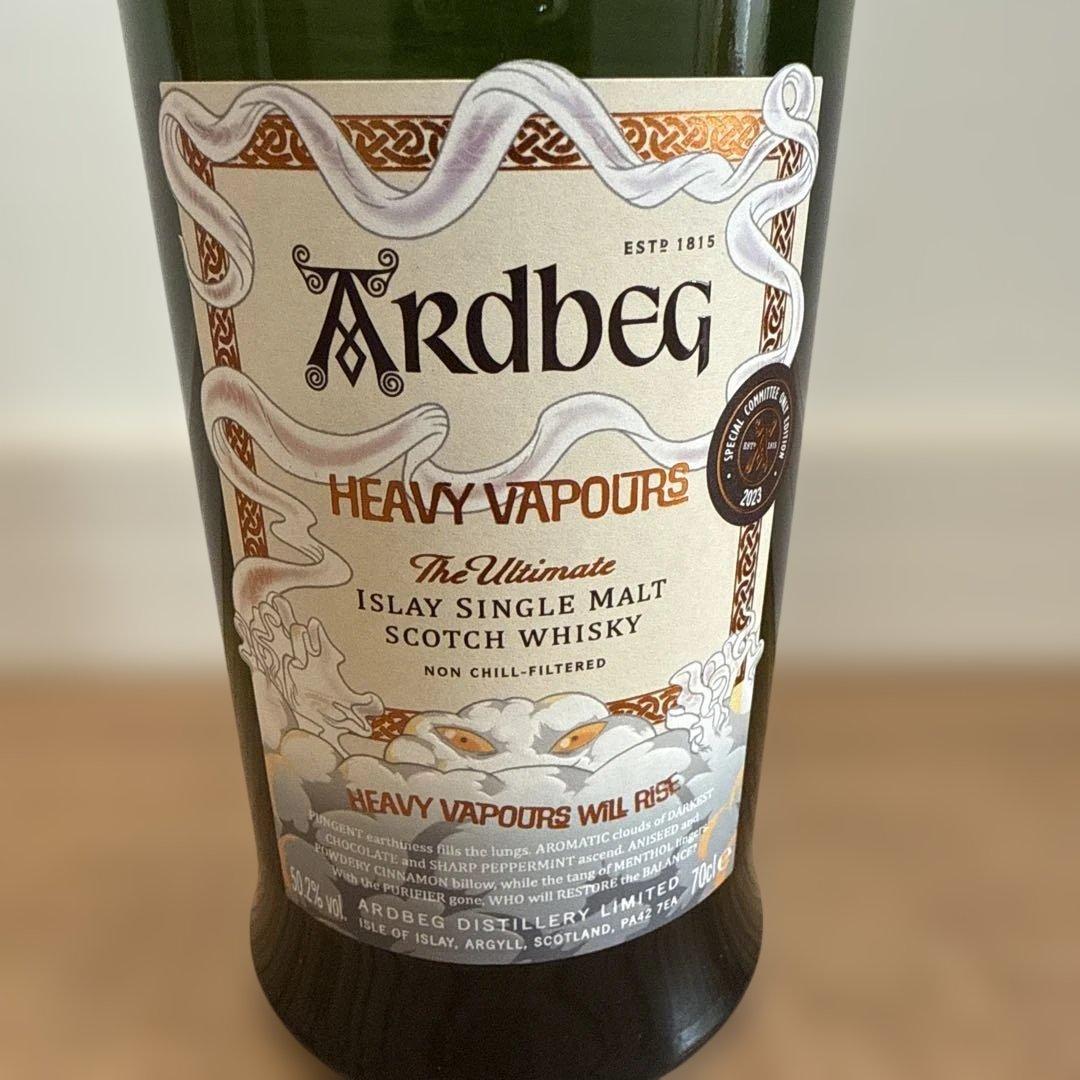 ESTD 1815
ARDBEG
SPECIAL COMMITTEE ONLY EDITION
ESTD 1815
2023
HEAVY VAPOURS
The Ultimate
ISLAY SINGLE MALT
SCOTCH WHISKY
NON CHILL-FILTERED
HEAVY VAPOURS WILL RISE
PUNGENT earthiness fills the lungs. AROMATIC clouds of DARKEST
CHOCOLATE and SHARP PEPPERMINT ascend. ANISEED and
POWDERY CINNAMON billow, while the tang of MENTHOL lingers.
With the PURIFIER gone, WHO will RESTORE the BALANCE?
50.2% vol. ARDBEG DISTILLERY LIMITED 70cl e
ISLE OF ISLAY, ARGYLL, SCOTLAND, PA42 7EA